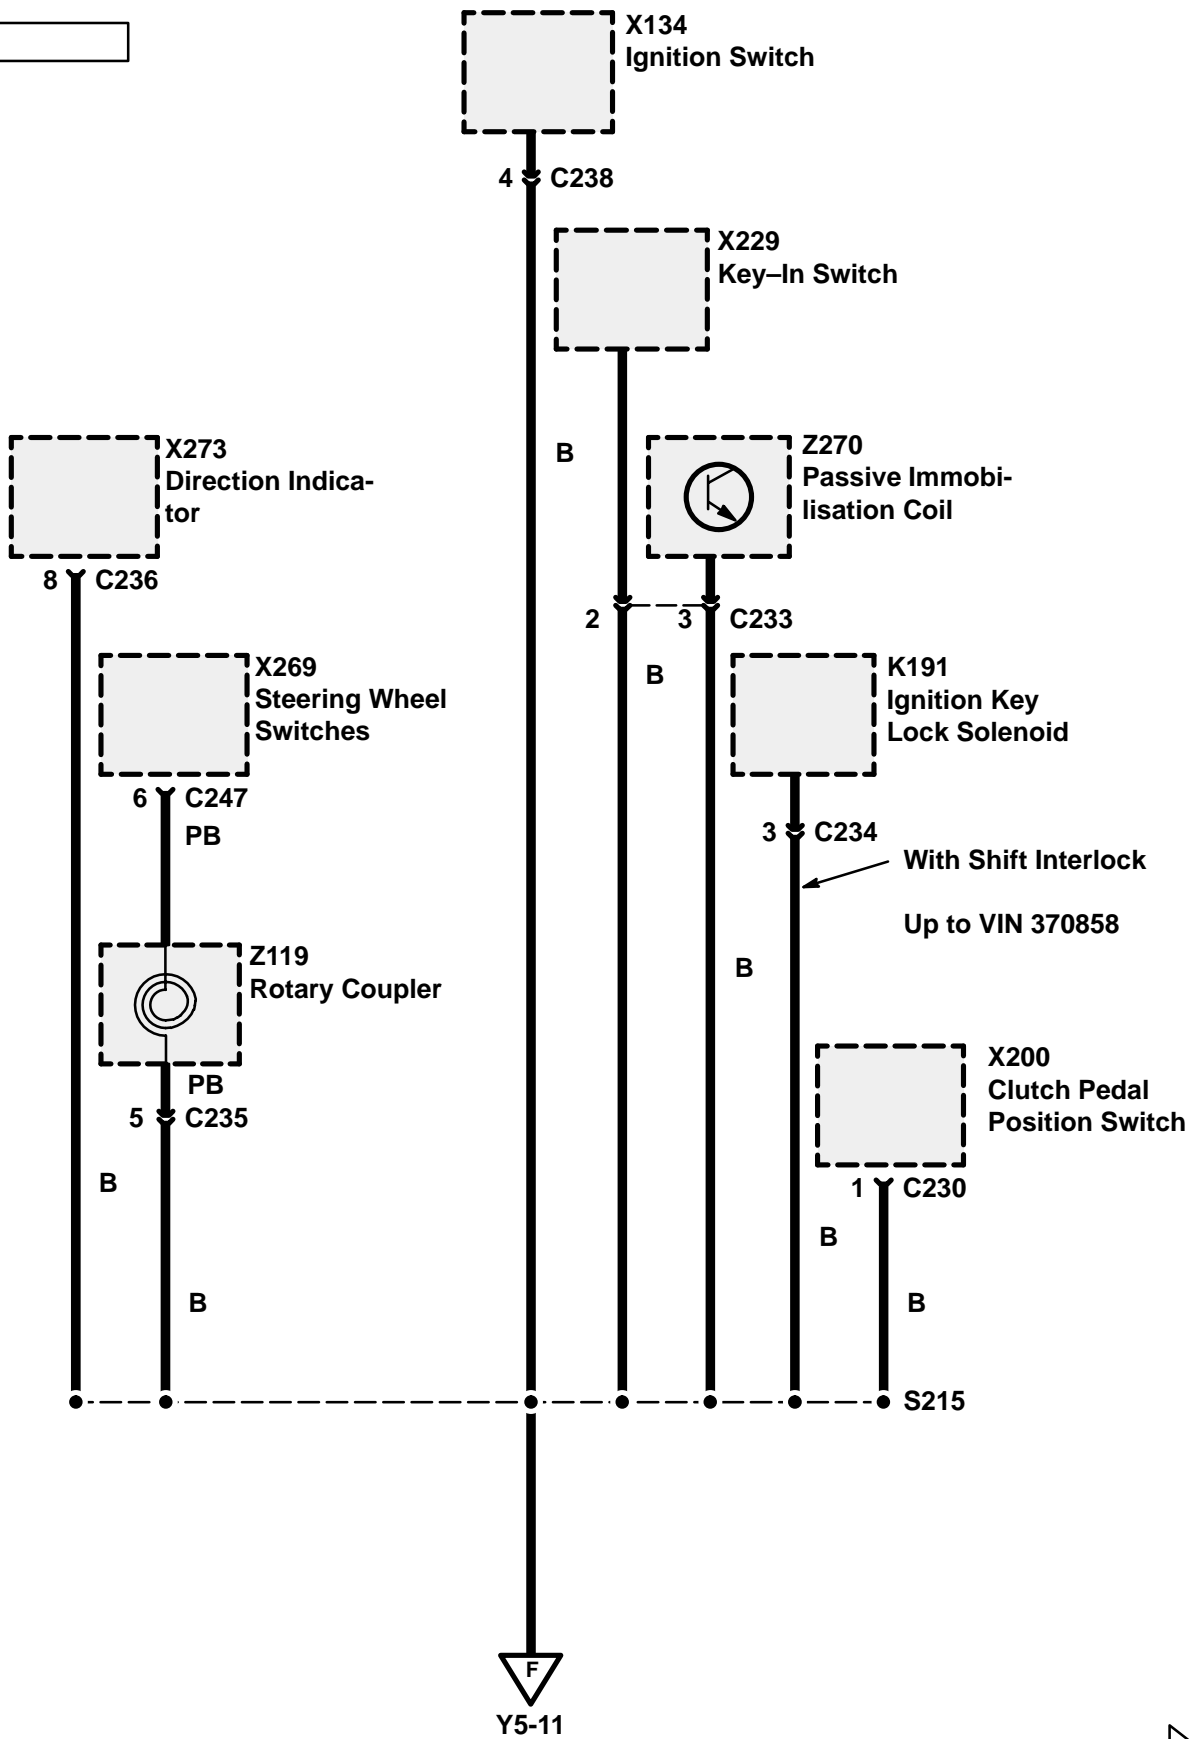 X134
Ignition Switch
4 C238
X229
Key–In Switch
B
X273
Direction Indica-
tor
Z270
Passive Immobi-
lisation Coil
8 C236
2 3 C233
X269
Steering Wheel
Switches
B
K191
Ignition Key
Lock Solenoid
6 C247
PB
3 C234
With Shift Interlock
Up to VIN 370858
Z119
Rotary Coupler
B
PB
5 C235
X200
Clutch Pedal
Position Switch
B
1 C230
B
B
B
S215
F
Y5-11